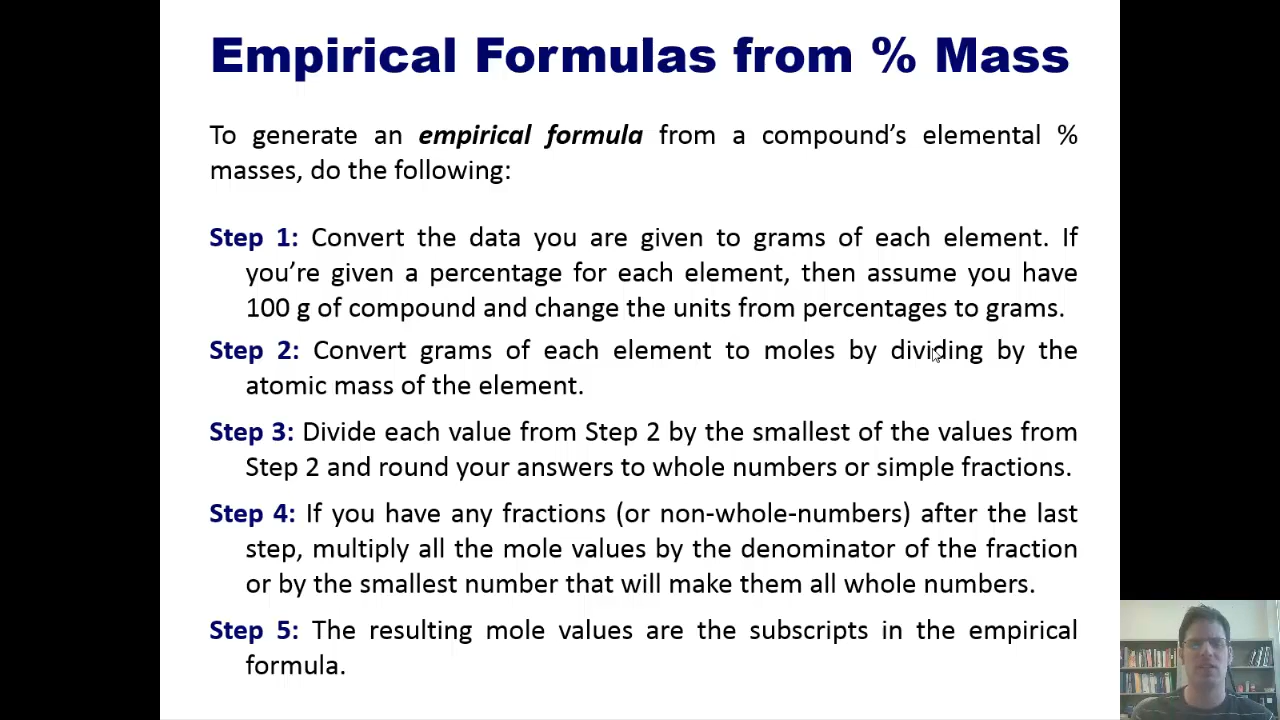 Empirical Formulas from % Mass
To generate an empirical formula from a compound’s elemental %
masses, do the following:
Step 1: Convert the data you are given to grams of each element. If
you’re given a percentage for each element, then assume you have
100 g of compound and change the units from percentages to grams.
Step 2: Convert grams of each element to moles by dividing by the
atomic mass of the element.
Step 3: Divide each value from Step 2 by the smallest of the values from
Step 2 and round your answers to whole numbers or simple fractions.
Step 4: If you have any fractions (or non-whole-numbers) after the last
step, multiply all the mole values by the denominator of the fraction
or by the smallest number that will make them all whole numbers.
Step 5: The resulting mole values are the subscripts in the empirical
formula.